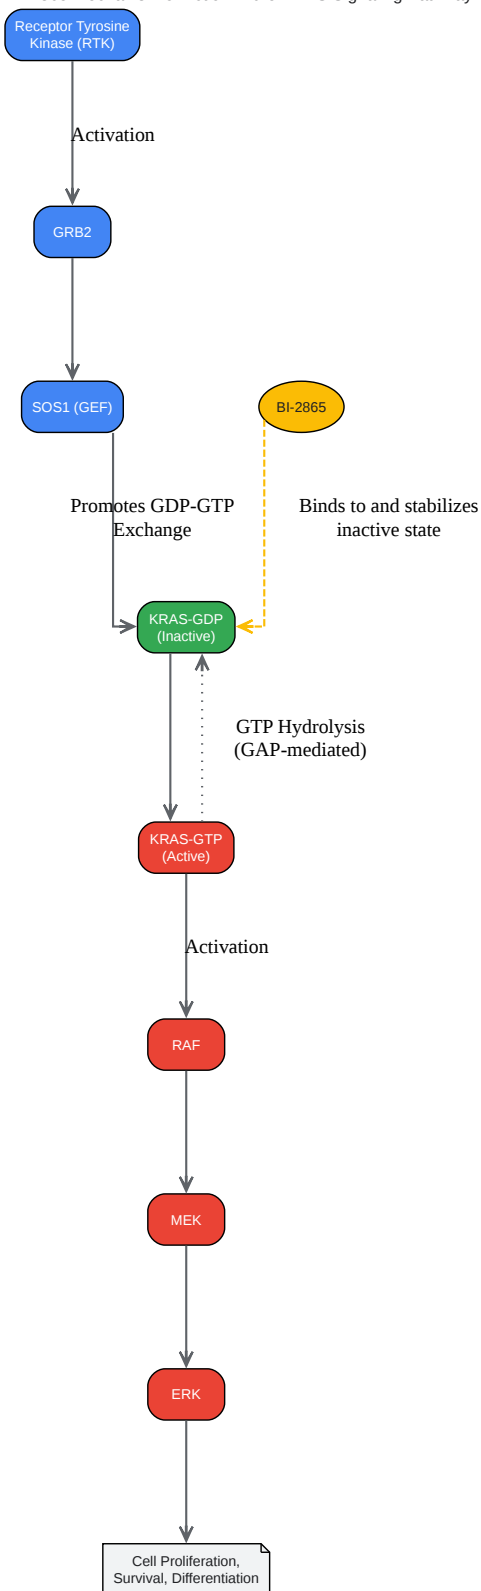 Receptor Tyrosine
Kinase (RTK)
Activation
GRB2
SOS1 (GEF)
BI-2865
Promotes GDP-GTP
Exchange
Binds to and stabilizes
inactive state
KRAS-GDP
(Inactive)
GTP Hydrolysis
(GAP-mediated)
KRAS-GTP
(Active)
Activation
RAF
MEK
ERK
Cell Proliferation,
Survival, Differentiation